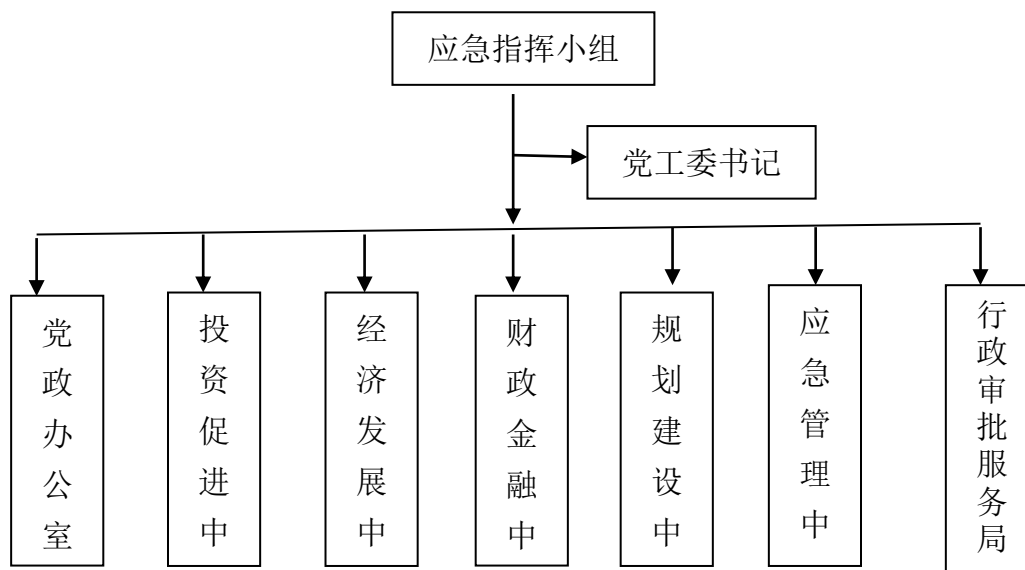 应急指挥小组
党工委书记
党政办公室
投资促进中
经济发展中
财政金融中
规划建设中
应急管理中
行政审批服务局